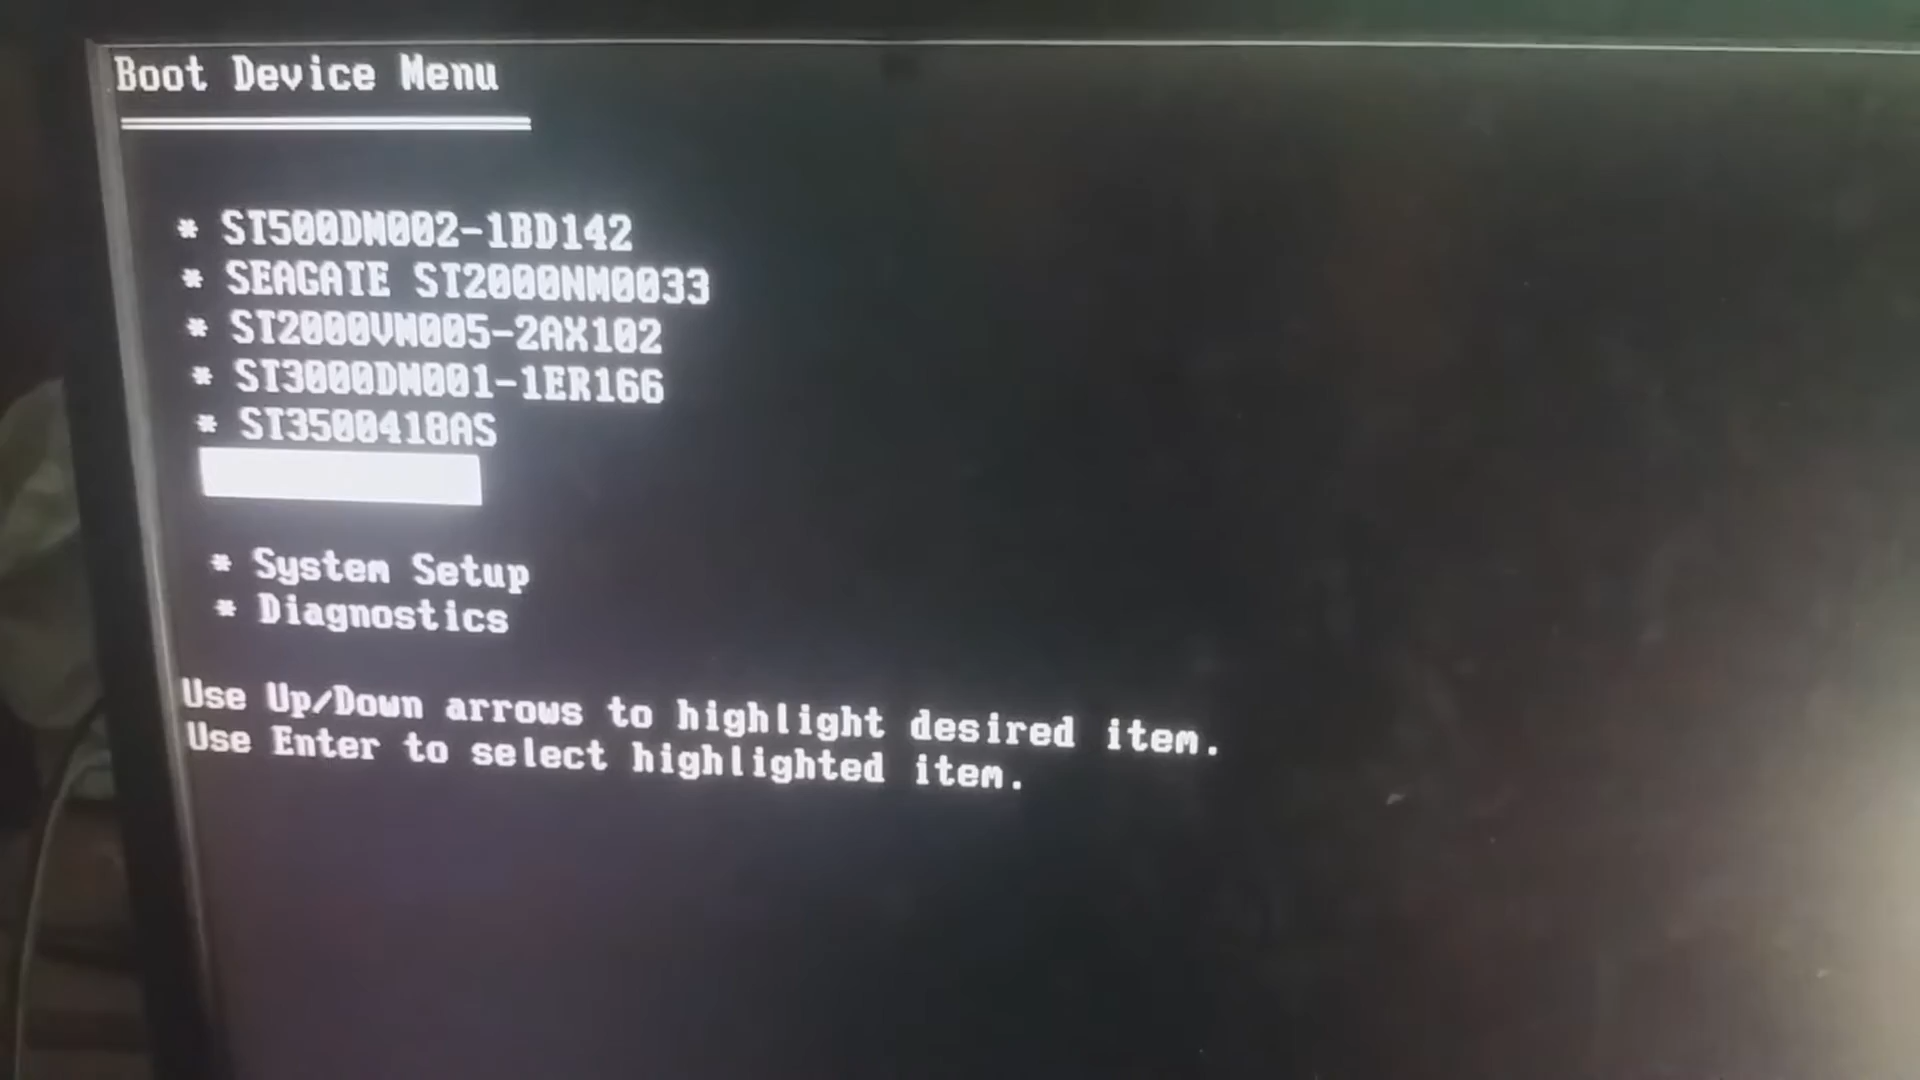 Boot Device Menu
* ST500DM002-1BD142
* SEAGATE ST2000NM0033
* ST2000VM005-2AX102
* ST3000DM001-1ER166
* ST3500418AS
* System Setup
* Diagnostics
Use Up/Down arrows to highlight desired item.
Use Enter to select highlighted item.